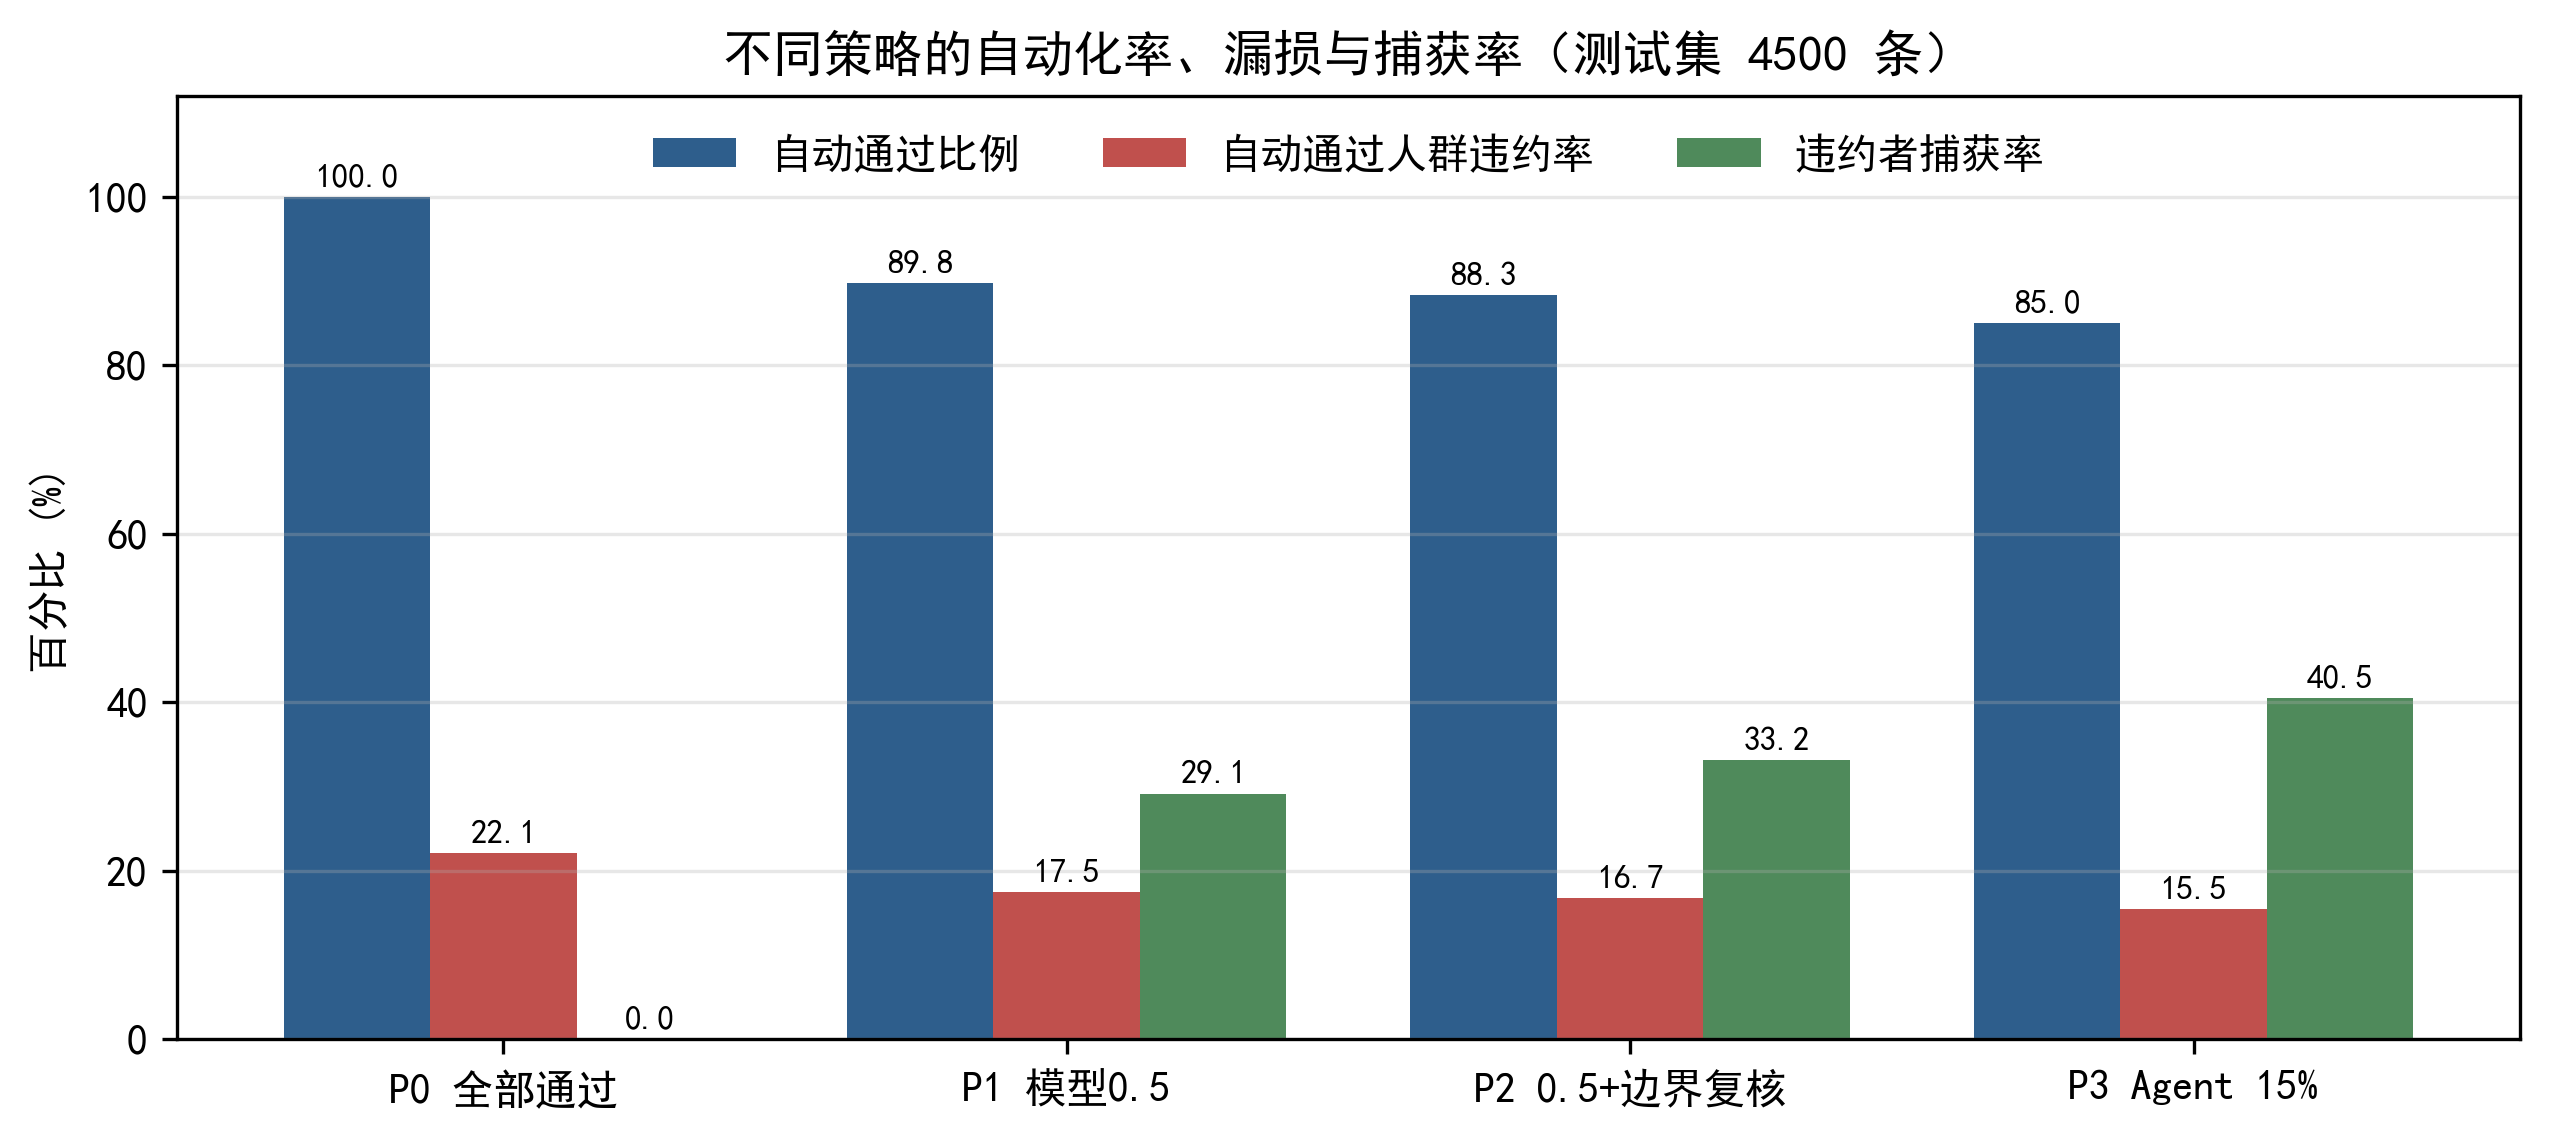 不同策略的自动化率、漏损与捕获率（测试集 4500 条）
自动通过比例 自动通过人群违约率 违约者捕获率
百分比 (%)
100
80
60
40
20
0
100.0 22.1 0.0
89.8 17.5 29.1
88.3 16.7 33.2
85.0 15.5 40.5
P0 全部通过 P1 模型0.5 P2 0.5+边界复核 P3 Agent 15%